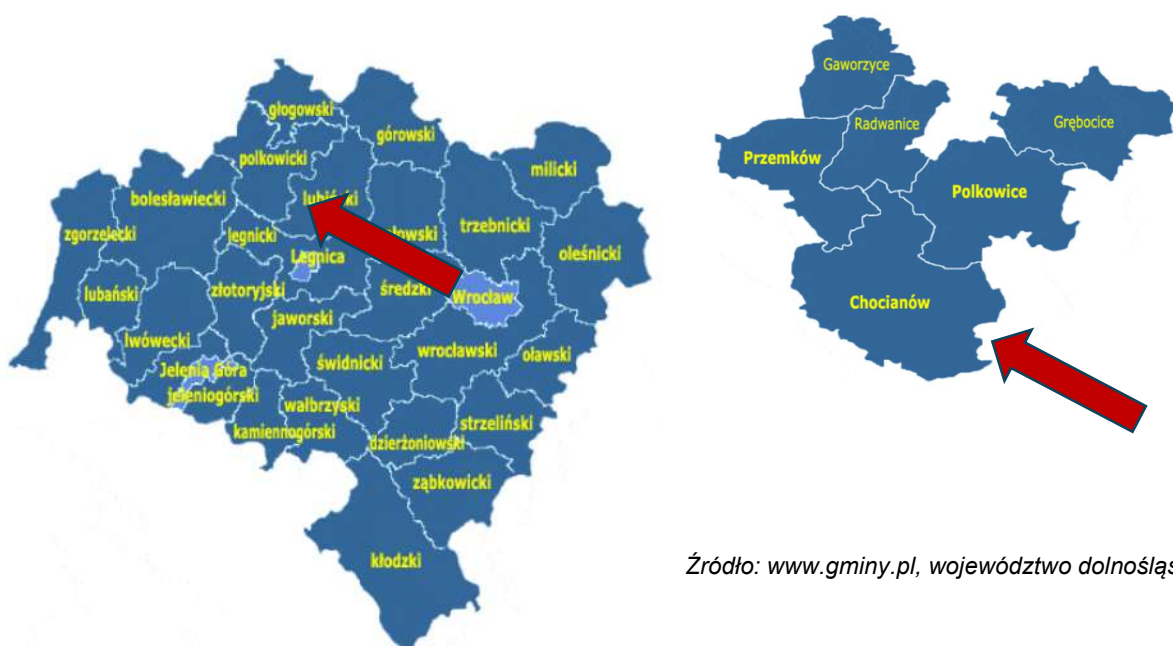 głogowski
górowski
polkowicki
milicki
bolesławiecki
trzebnicki
zgorzelecki
legnicki
oleśnicki
Legnica
lubański
złotoryjski
średzki
Wrocław
jaworski
lwówecki
wrocławski
oławski
świdnicki
Jelenia Góra
jeleniogórski
wałbrzyski
strzeliński
kamiennogórski
dzierżoniowski
ząbkowicki
kłodzki
Gaworzyce
Radwanice
Grębocice
Przemków
Polkowice
Chocianów
Źródło: www.gminy.pl, województwo dolnoślą